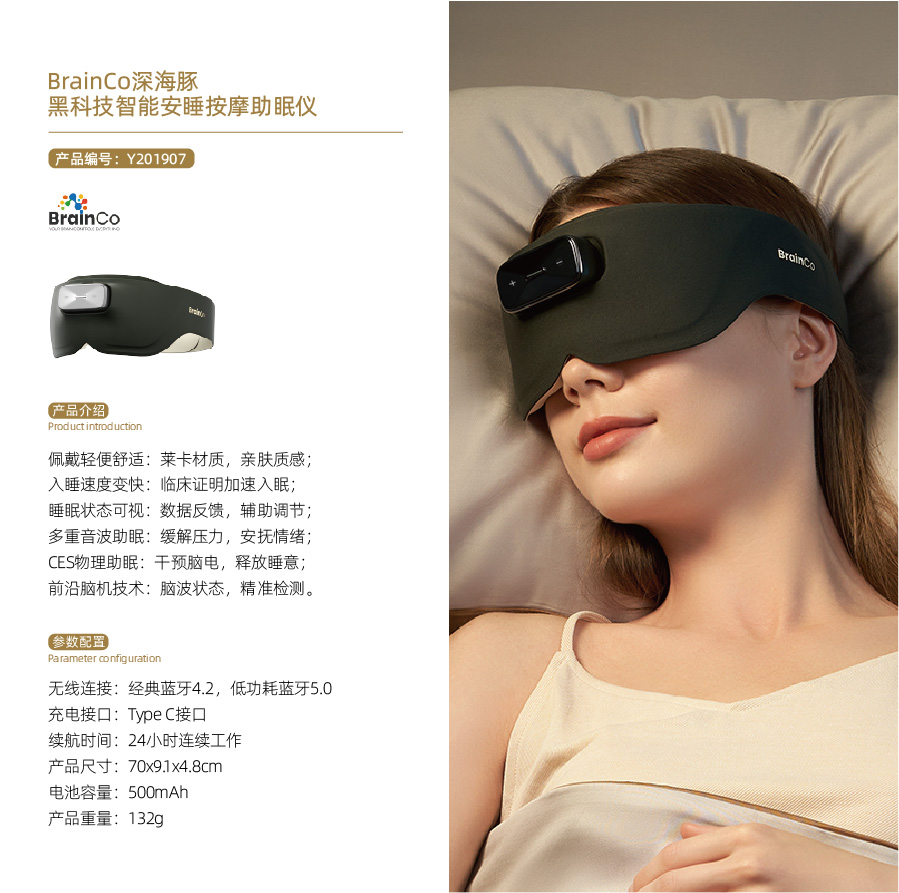 BrainCo深海豚
黑科技智能安睡按摩助眠仪
产品编号：Y201907
BrainCo
YOUR BRAIN CONTROLS EVERYTHING
BrainCo
BrainCo
产品介绍
Product introduction
佩戴轻便舒适：莱卡材质，亲肤质感；
入睡速度变快：临床证明加速入眠；
睡眠状态可视：数据反馈，辅助调节；
多重音波助眠：缓解压力，安抚情绪；
CES物理助眠：干预脑电，释放睡意；
前沿脑机技术：脑波状态，精准检测。
参数配置
Parameter configuration
无线连接：经典蓝牙4.2，低功耗蓝牙5.0
充电接口：Type C接口
续航时间：24小时连续工作
产品尺寸：70x9.1x4.8cm
电池容量：500mAh
产品重量：132g